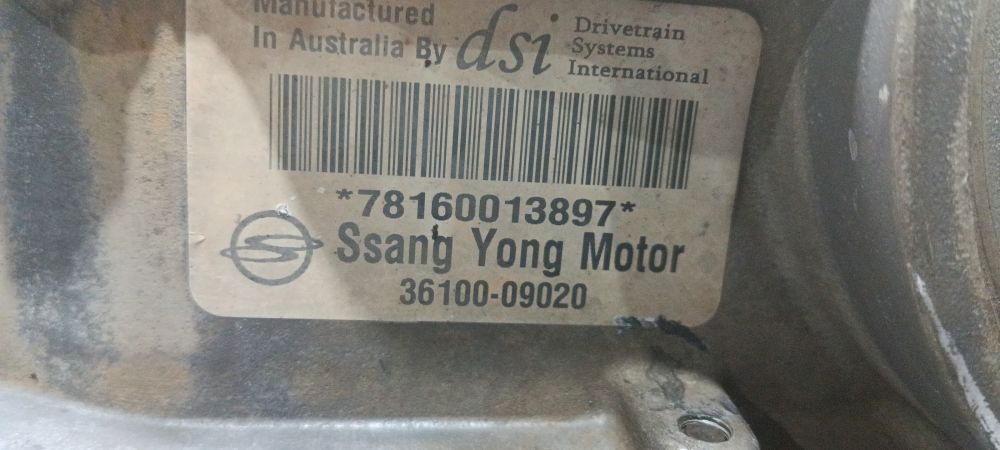 Manufactured
In Australia By dsi
Drivetrain
Systems
International
*78160013897*
Ssang Yong Motor
36100-09020